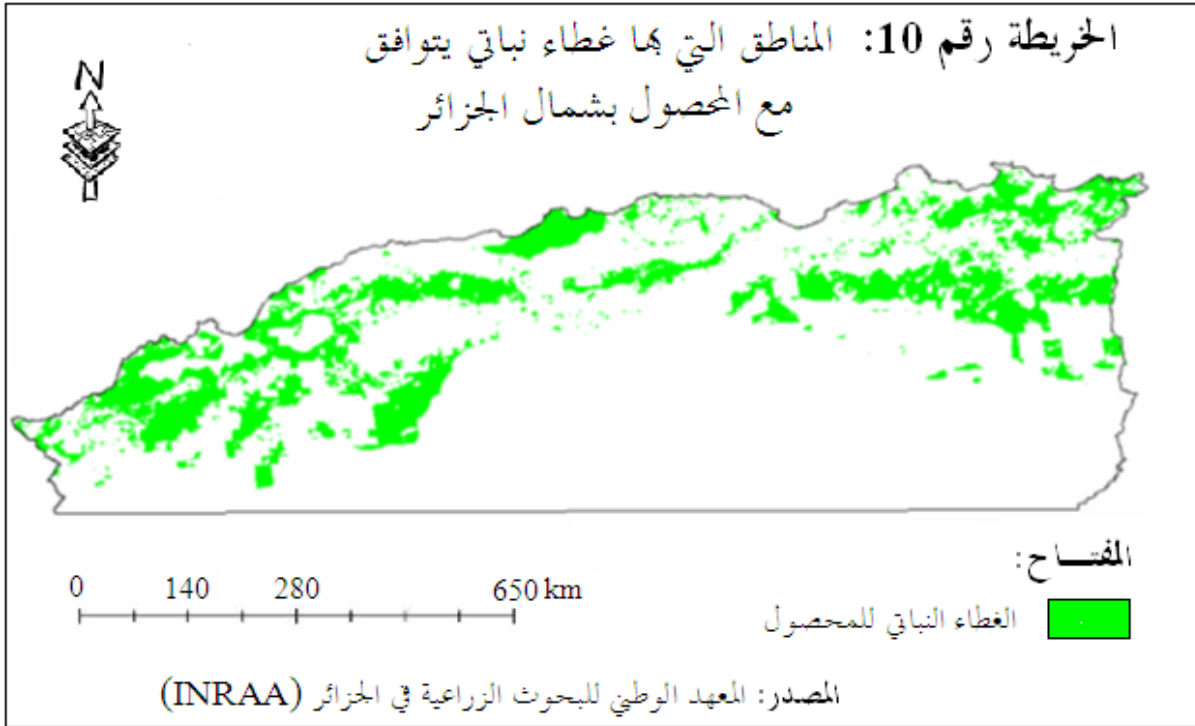 الخريطة رقم 10: المناطق التي بها غطاء نباتي يتوافق
مع المحصول بشمال الجزائر
N
المفتـــاح:
0 140 280 650 km
الغطاء النباتي للمحصول
المصدر: المعهد الوطني للبحوث الزراعية في الجزائر (INRAA)